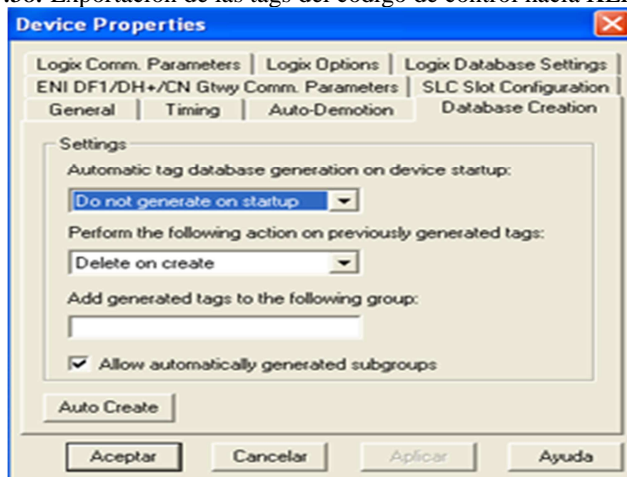 Exportación de las tags del código de control hacia
Device Properties
Logix Comm. Parameters Logix Options Logix Database Settings
ENI DF1/DH+/CN Gtwy Comm. Parameters SLC Slot Configuration
General Timing Auto-Demotion Database Creation
Settings
Automatic tag database generation on device startup:
Do not generate on startup
Perform the following action on previously generated tags:
Delete on create
Add generated tags to the following group:
Allow automatically generated subgroups
Auto Create
Aceptar Cancelar Aplicar Ayuda